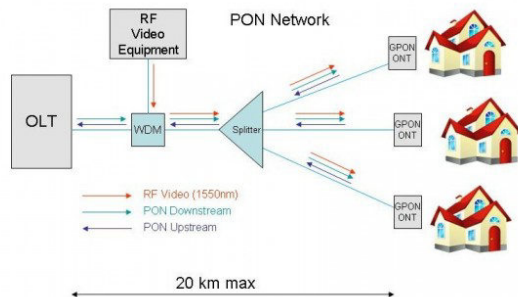 RF
Video
Equipment
PON Network
GPON
ONT
OLT
WDM
Splitter
GPON
ONT
GPON
ONT
RF Video (1550nm)
PON Downstream
PON Upstream
20 km max